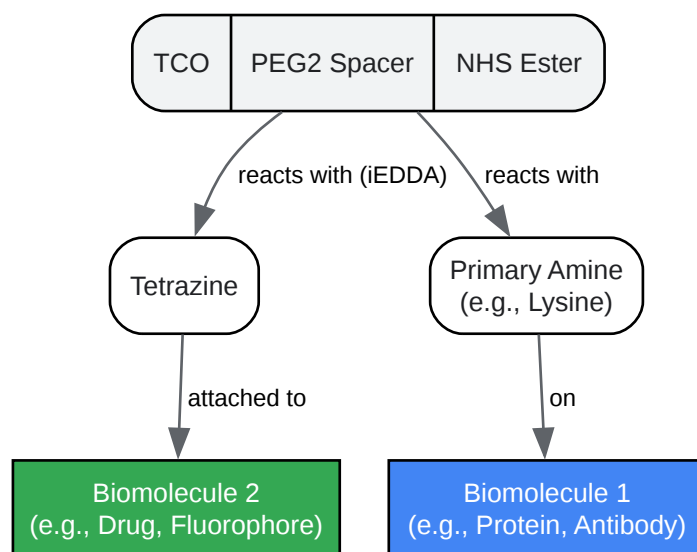 TCO
PEG2 Spacer
NHS Ester
reacts with (iEDDA)
reacts with
Tetrazine
Primary Amine
(e.g., Lysine)
attached to
on
Biomolecule 2
(e.g., Drug, Fluorophore)
Biomolecule 1
(e.g., Protein, Antibody)